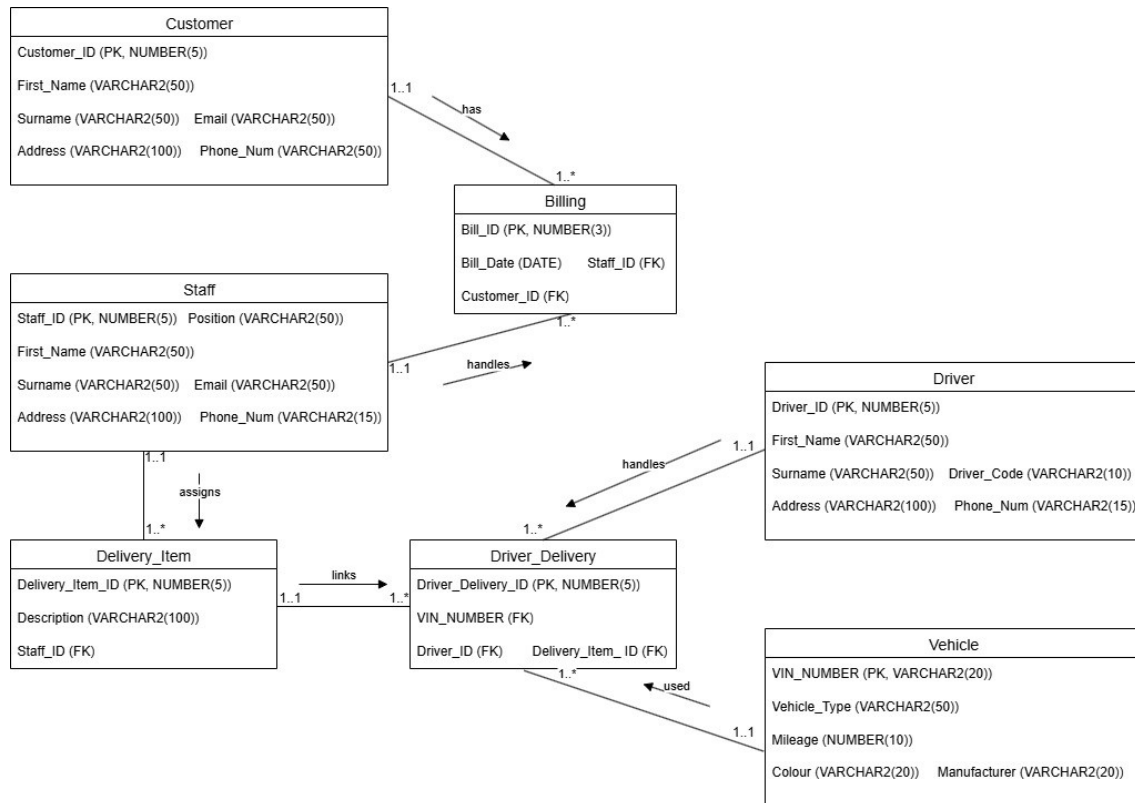 Customer
Customer_ID (PK, NUMBER(5))
First_Name (VARCHAR2(50))
Surname (VARCHAR2(50)) Email (VARCHAR2(50))
Address (VARCHAR2(100)) Phone_Num (VARCHAR2(50))
1..1
has
1..*
Billing
Bill_ID (PK, NUMBER(3))
Bill_Date (DATE) Staff_ID (FK)
Customer_ID (FK)
1..*
Staff
Staff_ID (PK, NUMBER(5)) Position (VARCHAR2(50))
First_Name (VARCHAR2(50))
Surname (VARCHAR2(50)) Email (VARCHAR2(50))
Address (VARCHAR2(100)) Phone_Num (VARCHAR2(15))
1..1
handles
1..1
assigns
1..*
Driver
Driver_ID (PK, NUMBER(5))
First_Name (VARCHAR2(50))
Surname (VARCHAR2(50)) Driver_Code (VARCHAR2(10))
Address (VARCHAR2(100)) Phone_Num (VARCHAR2(15))
1..1
handles
1..*
Delivery_Item
Delivery_Item_ID (PK, NUMBER(5))
Description (VARCHAR2(100))
Staff_ID (FK)
links
1..1
1..*
Driver_Delivery
Driver_Delivery_ID (PK, NUMBER(5))
VIN_NUMBER (FK)
Driver_ID (FK) Delivery_Item_ ID (FK)
1..*
used
1..1
Vehicle
VIN_NUMBER (PK, VARCHAR2(20))
Vehicle_Type (VARCHAR2(50))
Mileage (NUMBER(10))
Colour (VARCHAR2(20)) Manufacturer (VARCHAR2(20))